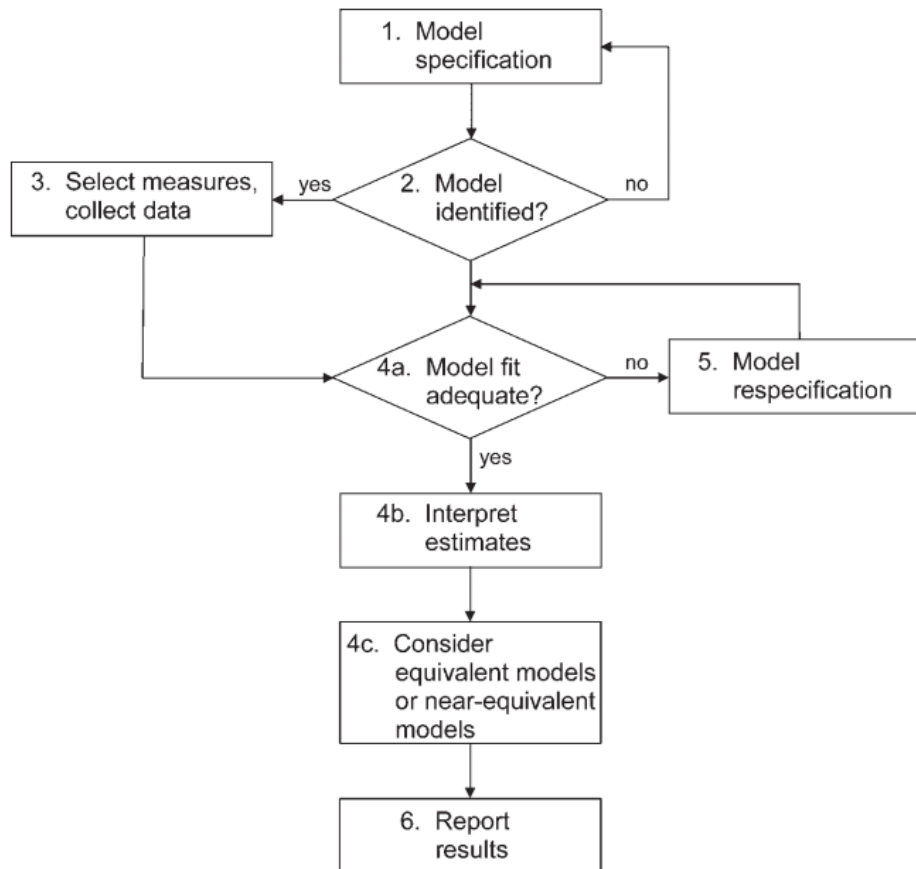 1. Model
specification
2. Model
identified?
yes
no
3. Select measures,
collect data
4a. Model fit
adequate?
no
5. Model
respecification
yes
4b. Interpret
estimates
4c. Consider
equivalent models
or near-equivalent
models
6. Report
results